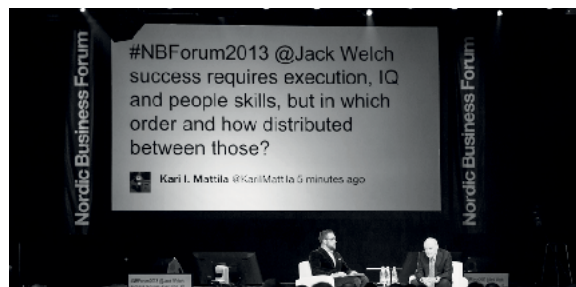 #NBForum2013 @Jack Welch
success requires execution, IQ
and people skills, but in which
order and how distributed
between those?
Kari I. Mattila @KariIMattila 5 minutes ago
Nordic Business Forum
Nordic Business Forum